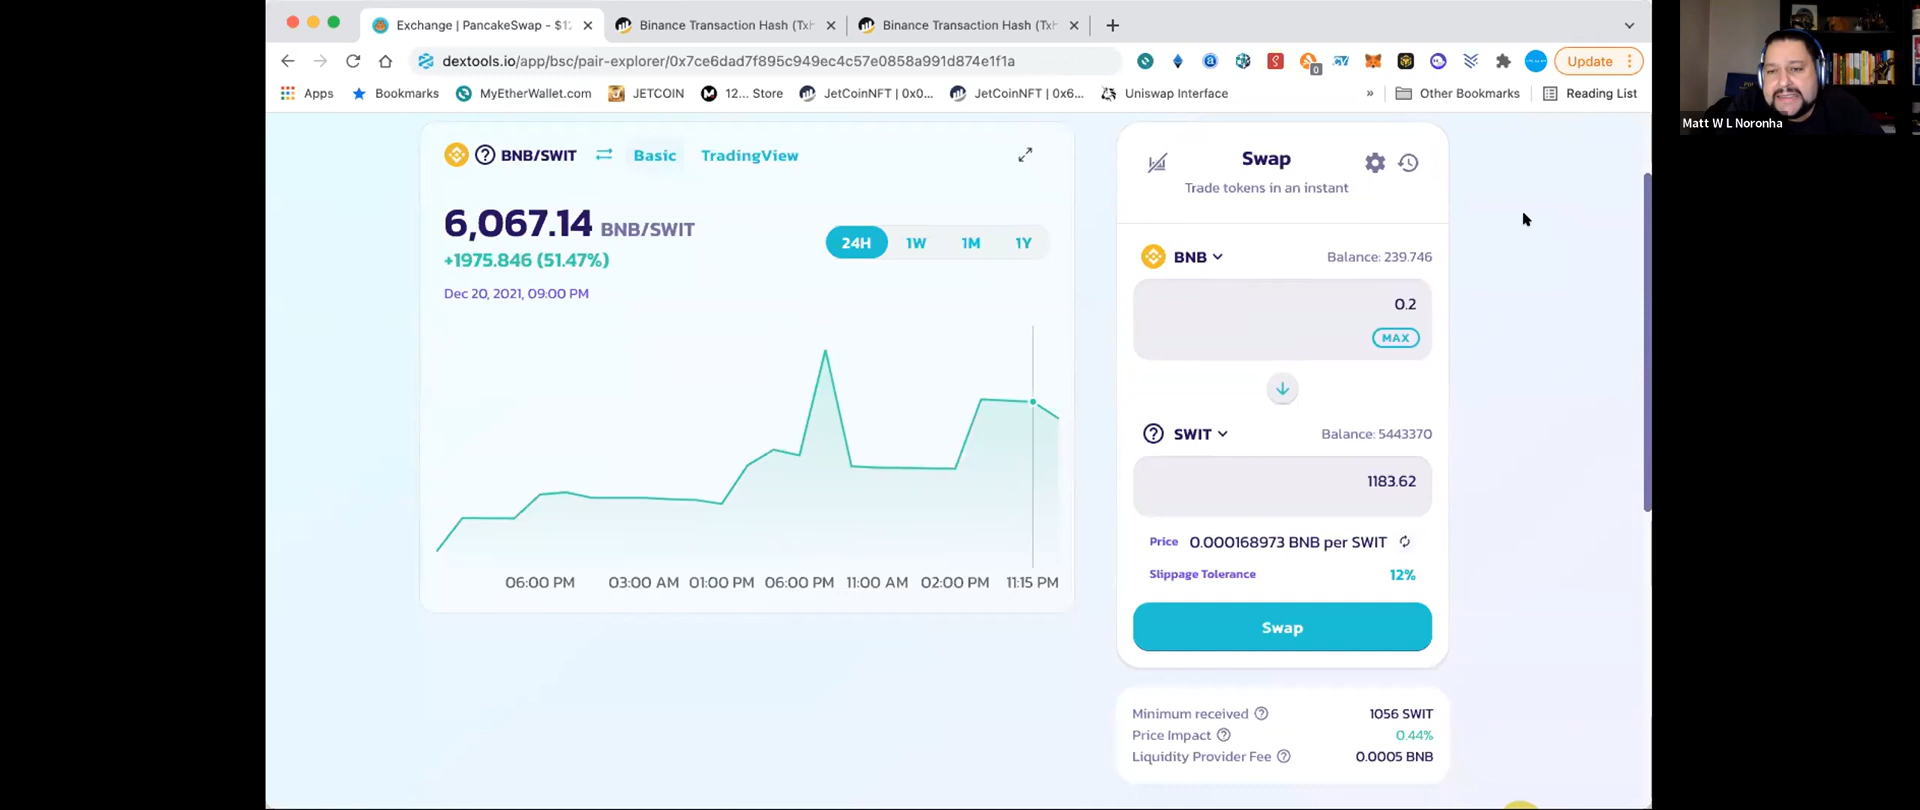 Exchange | PancakeSwap - $12
Binance Transaction Hash (Txh
Binance Transaction Hash (Txh
dextools.io/app/bsc/pair-explorer/0x7ce6dad7f895c949ec4c57e0858a991d874e1f1a
0
Update
Apps
Bookmarks
MyEtherWallet.com
JETCOIN
12... Store
JetCoinNFT | 0x0...
JetCoinNFT | 0x6...
Uniswap Interface
»
Other Bookmarks
Reading List
Matt W L Noronha
BNB/SWIT
Basic
TradingView
6,067.14 BNB/SWIT
+1975.846 (51.47%)
Dec 20, 2021, 09:00 PM
24H
1W
1M
1Y
06:00 PM
03:00 AM
01:00 PM
06:00 PM
11:00 AM
02:00 PM
11:15 PM
Swap
Trade tokens in an instant
BNB
Balance: 239.746
0.2
MAX
SWIT
Balance: 5443370
1183.62
Price
0.000168973 BNB per SWIT
Slippage Tolerance
12%
Swap
Minimum received
1056 SWIT
Price Impact
0.44%
Liquidity Provider Fee
0.0005 BNB